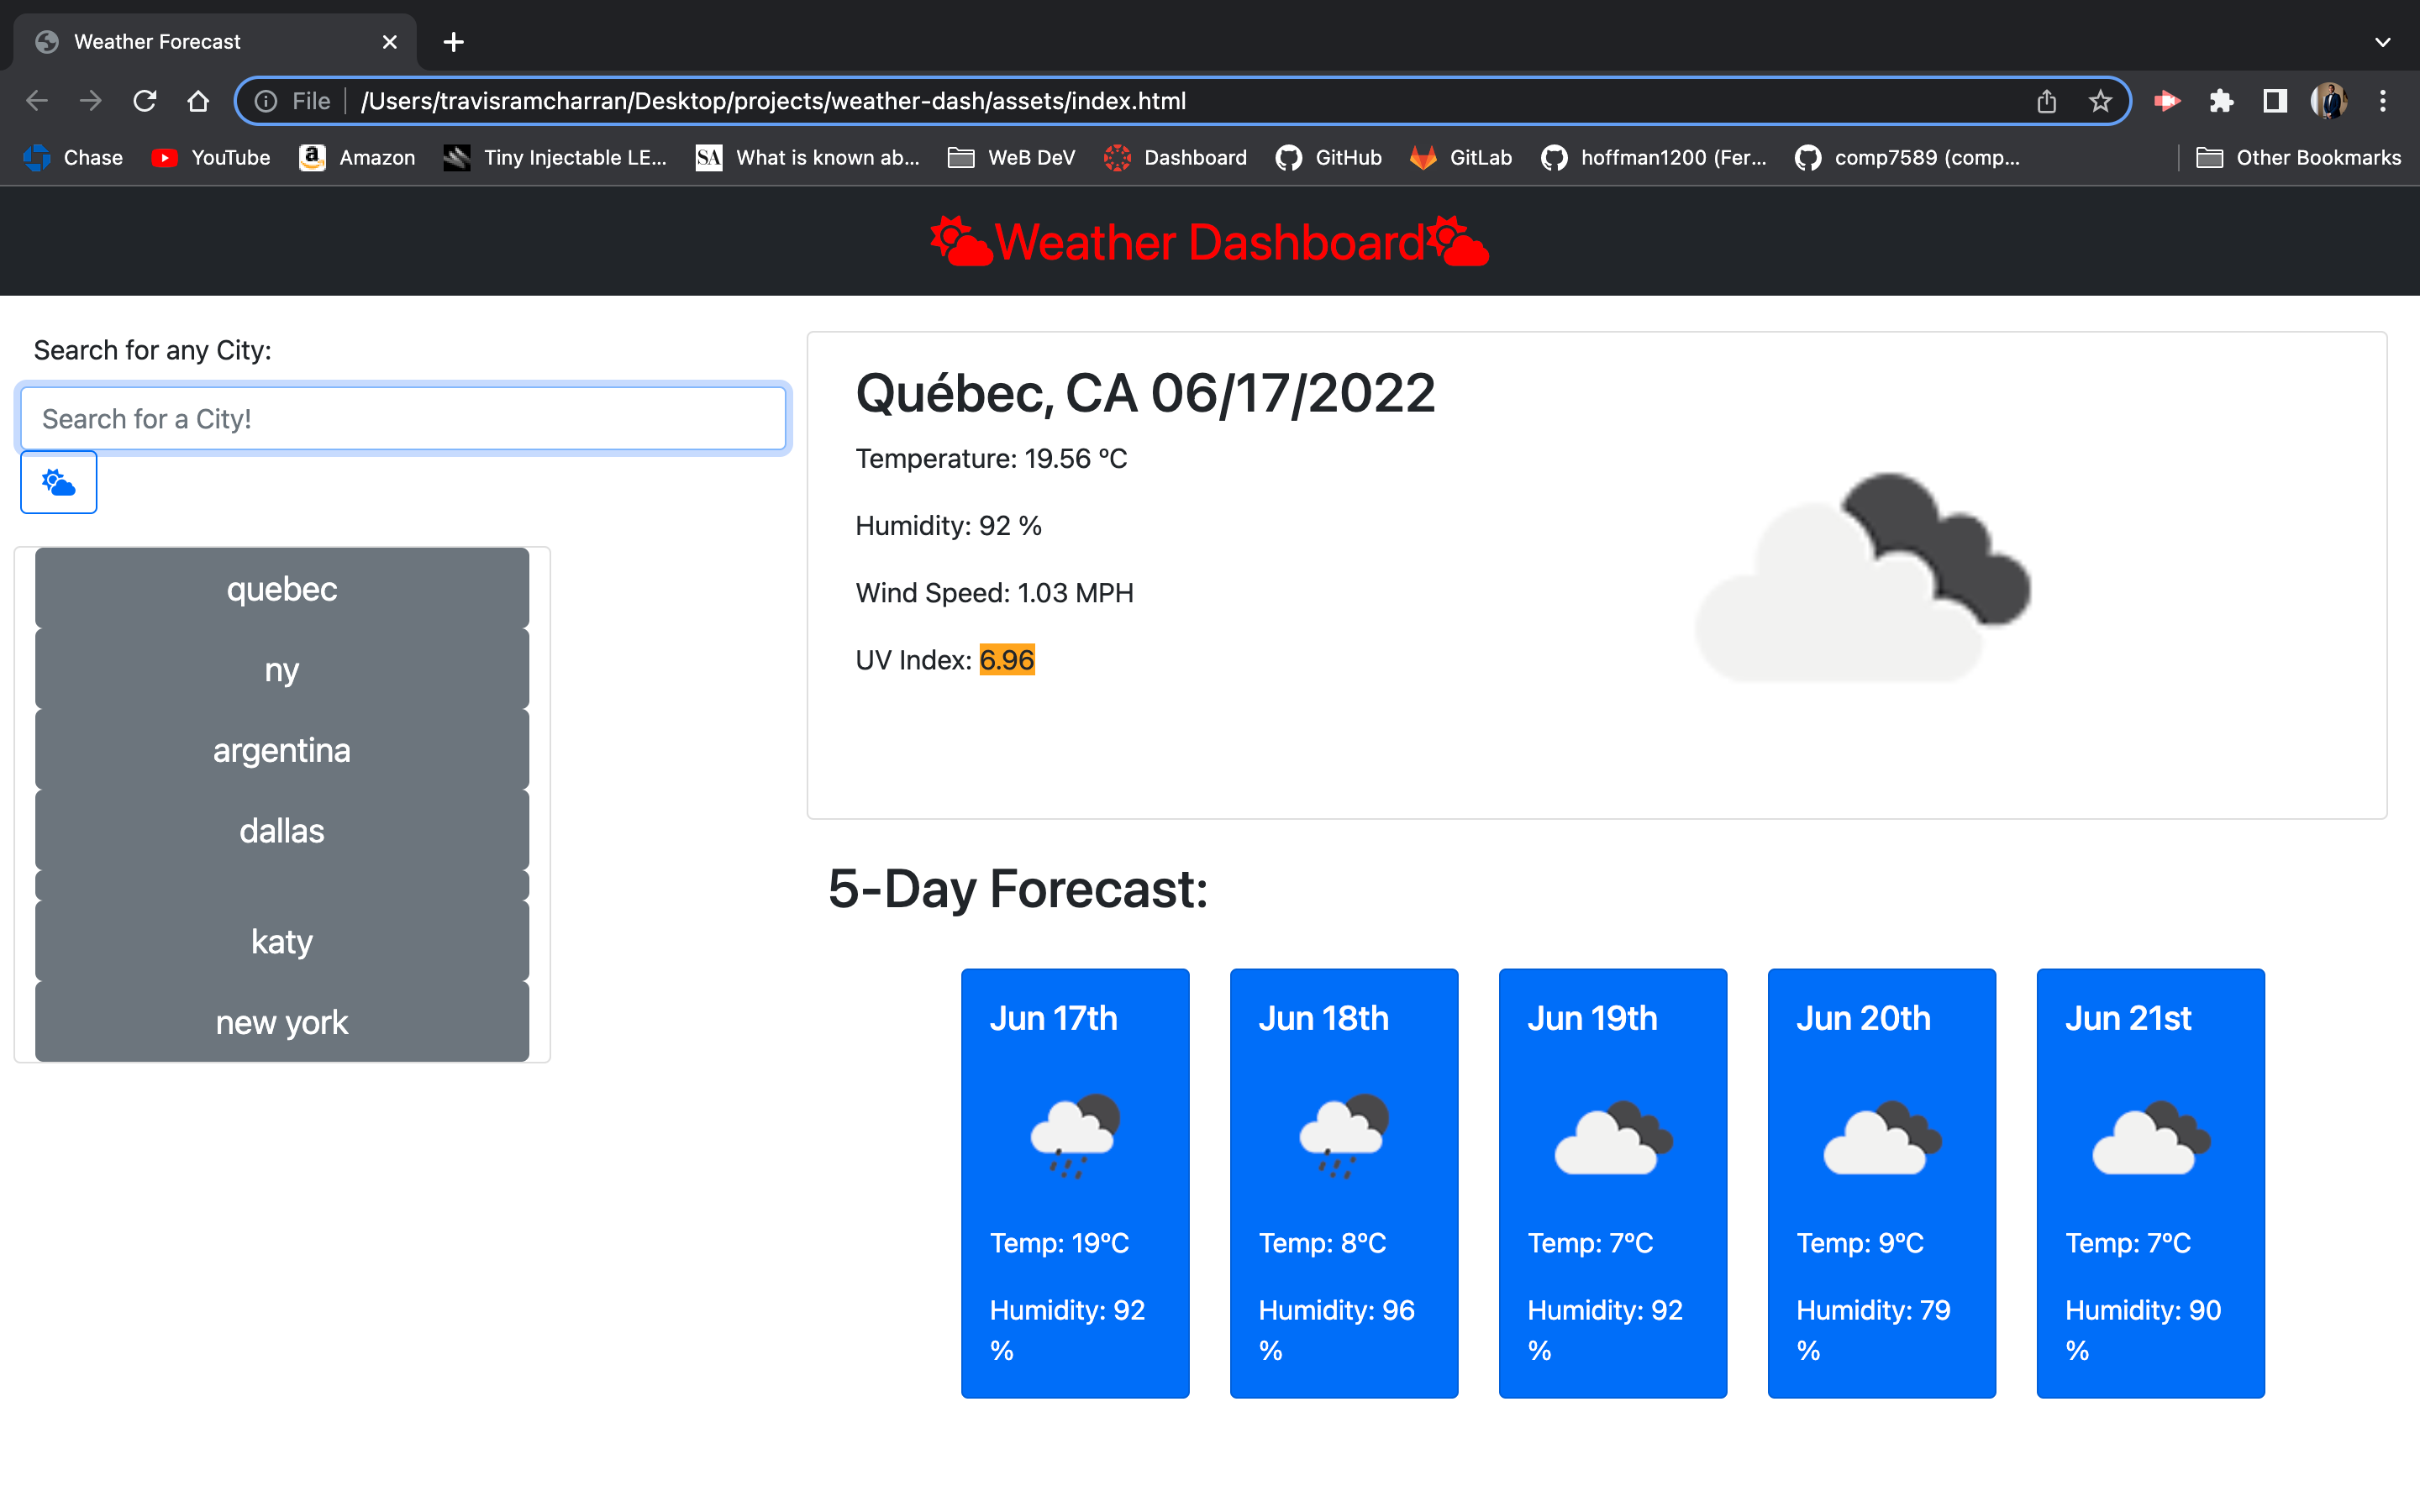 Weather Forecast
File /Users/travisramcharran/Desktop/projects/weather-dash/assets/index.html
Chase YouTube Amazon Tiny Injectable LE... What is known ab... WeB DeV Dashboard GitHub GitLab hoffman1200 (Fer... comp7589 (comp... Other Bookmarks
Weather Dashboard
Search for any City:
Search for a City!
quebec
ny
argentina
dallas
katy
new york
Québec, CA 06/17/2022
Temperature: 19.56 °C
Humidity: 92 %
Wind Speed: 1.03 MPH
UV Index: 6.96
5-Day Forecast:
Jun 17th
Temp: 19°C
Humidity: 92
%
Jun 18th
Temp: 8°C
Humidity: 96
%
Jun 19th
Temp: 7°C
Humidity: 92
%
Jun 20th
Temp: 9°C
Humidity: 79
%
Jun 21st
Temp: 7°C
Humidity: 90
%